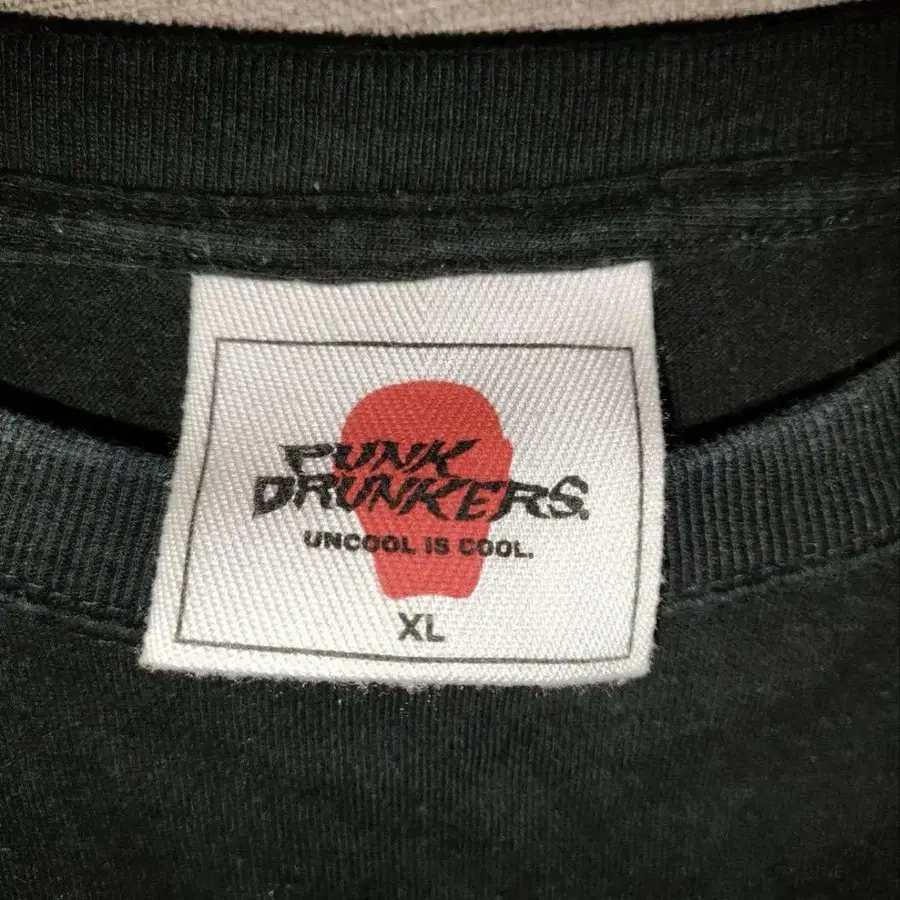 PUNK
DRUNKERS.
UNCOOL IS COOL.
XL